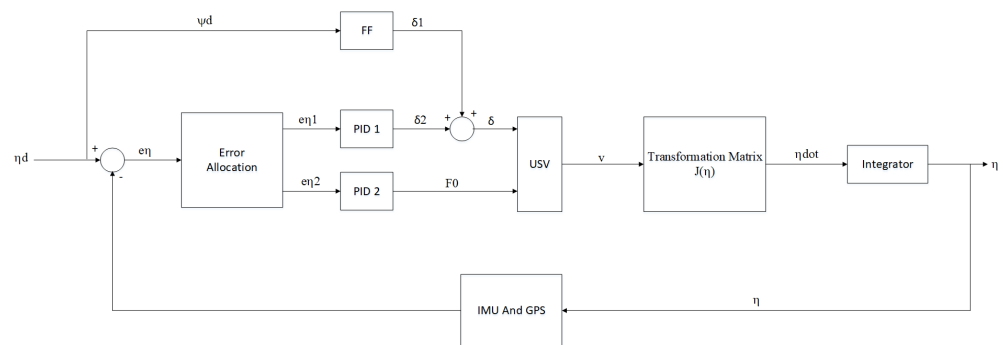 ψd
FF
δ1
ηd
+
-
eη
Error
Allocation
eη1
PID 1
δ2
+
+
δ
eη2
PID 2
F0
USV
v
Transformation Matrix
J(η)
ηdot
Integrator
η
IMU And GPS
η